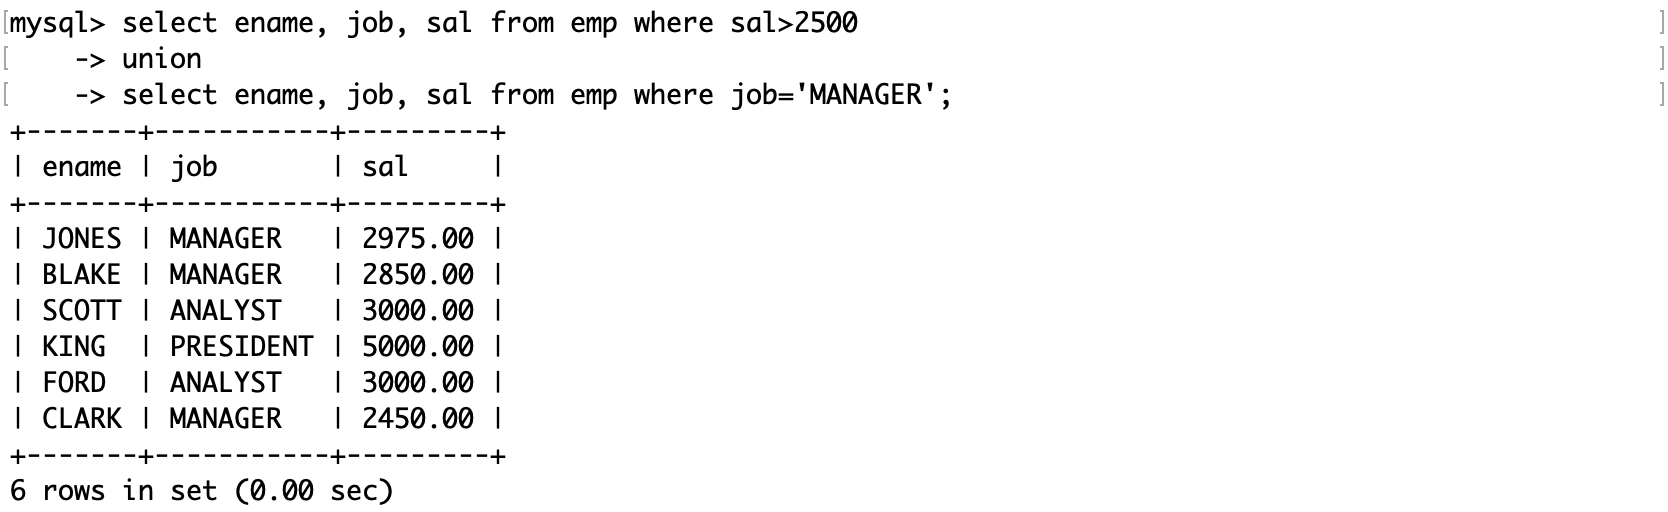 mysql> select ename, job, sal from emp where sal>2500
    -> union
    -> select ename, job, sal from emp where job='MANAGER';
+-------+-----------+---------+
| ename | job       | sal     |
+-------+-----------+---------+
| JONES | MANAGER   | 2975.00 |
| BLAKE | MANAGER   | 2850.00 |
| SCOTT | ANALYST   | 3000.00 |
| KING  | PRESIDENT | 5000.00 |
| FORD  | ANALYST   | 3000.00 |
| CLARK | MANAGER   | 2450.00 |
+-------+-----------+---------+
6 rows in set (0.00 sec)